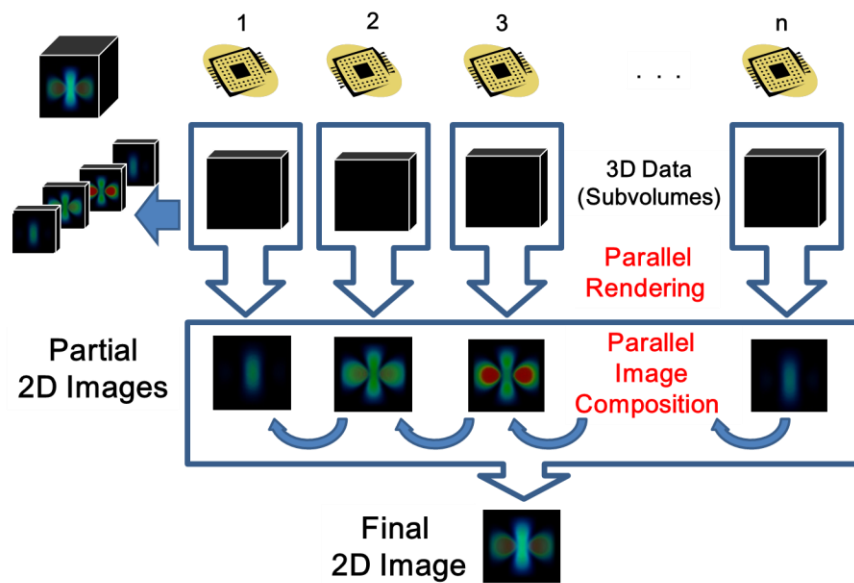 1
2
3
n
. . .
3D Data
(Subvolumes)
Parallel
Rendering
Partial
2D Images
Parallel
Image
Composition
Final
2D Image